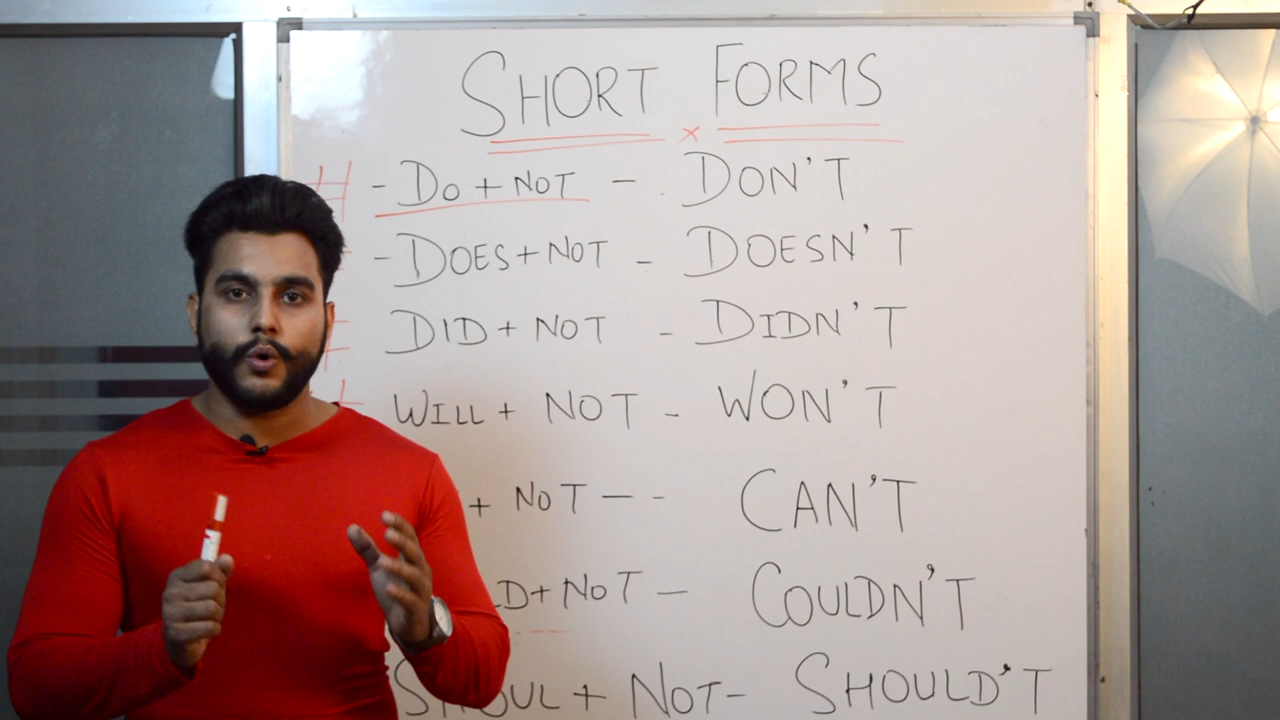 SHORT FORMS
- DO + NOT - DON'T
- DOES + NOT - DOESN'T
DID + NOT - DIDN'T
WILL + NOT - WON'T
+ NOT - - CAN'T
D + NOT - COULDN'T
+ NOT - SHOULD'T